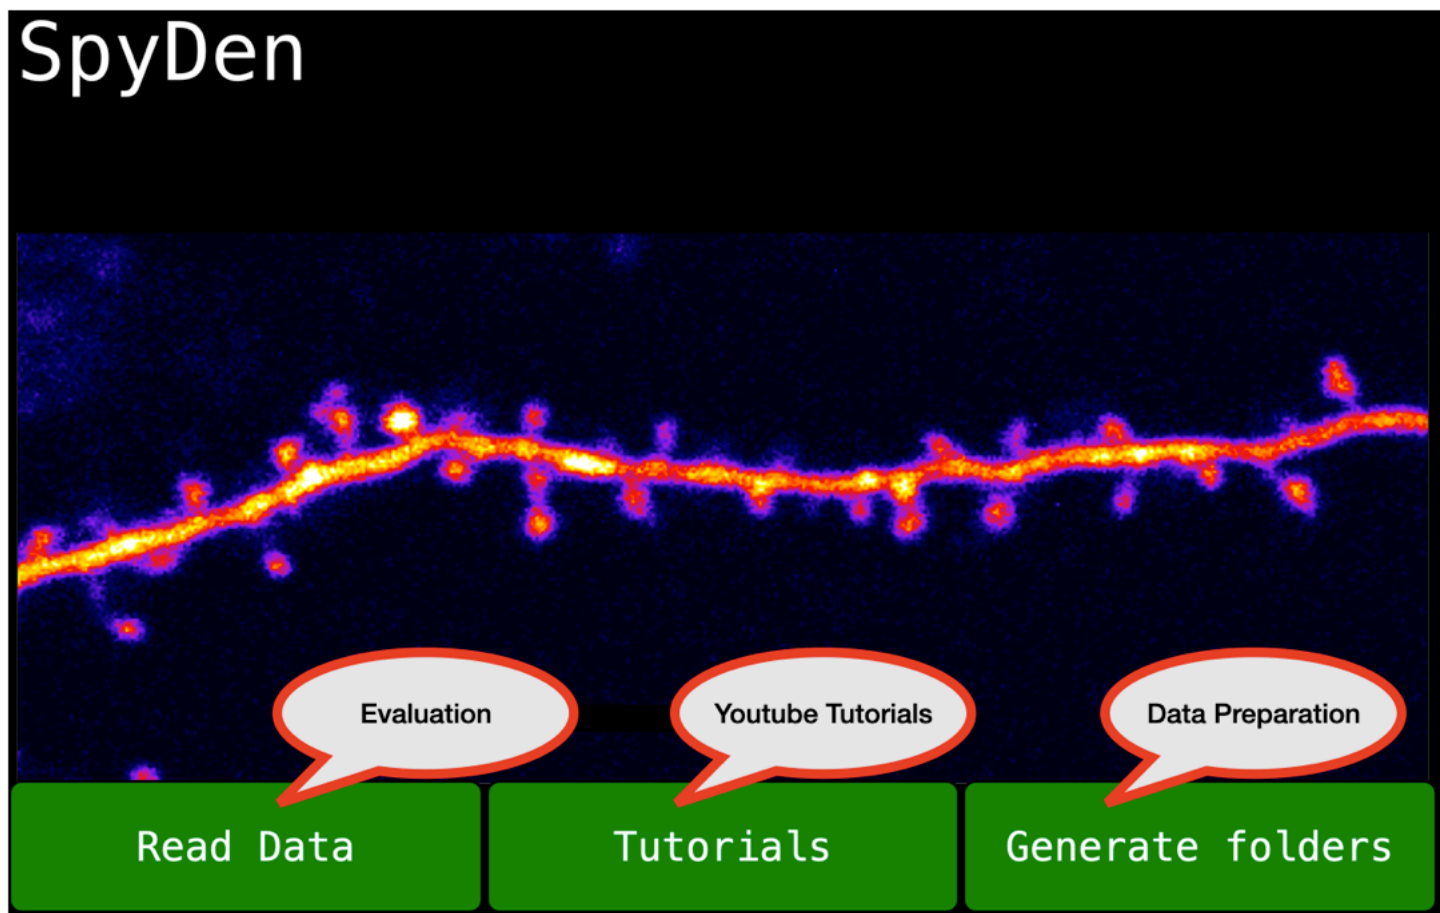 SpyDen
Evaluation
Youtube Tutorials
Data Preparation
Read Data
Tutorials
Generate folders